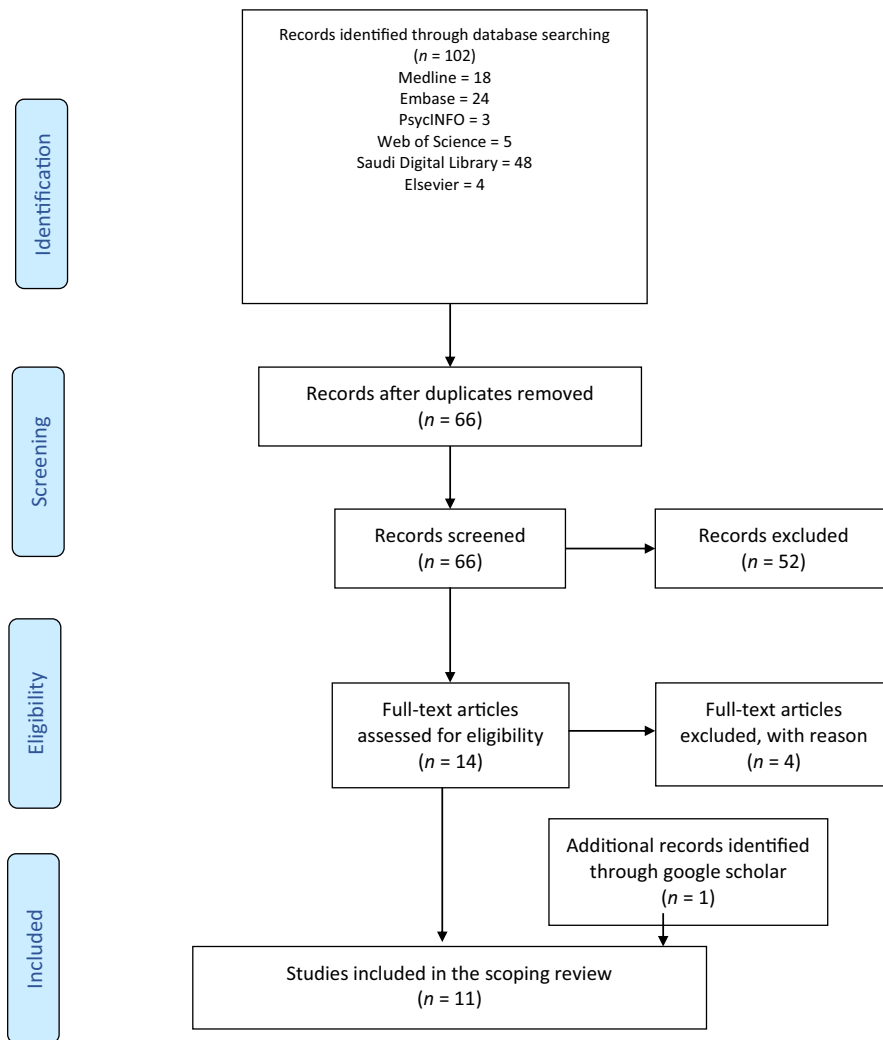 Records identified through database searching
(n = 102)
Medline = 18
Embase = 24
PsycINFO = 3
Web of Science = 5
Saudi Digital Library = 48
Elsevier = 4
Identification
Records after duplicates removed
(n = 66)
Screening
Records screened
(n = 66)
Records excluded
(n = 52)
Eligibility
Full-text articles
assessed for eligibility
(n = 14)
Full-text articles
excluded, with reason
(n = 4)
Additional records identified
through google scholar
(n = 1)
Included
Studies included in the scoping review
(n = 11)